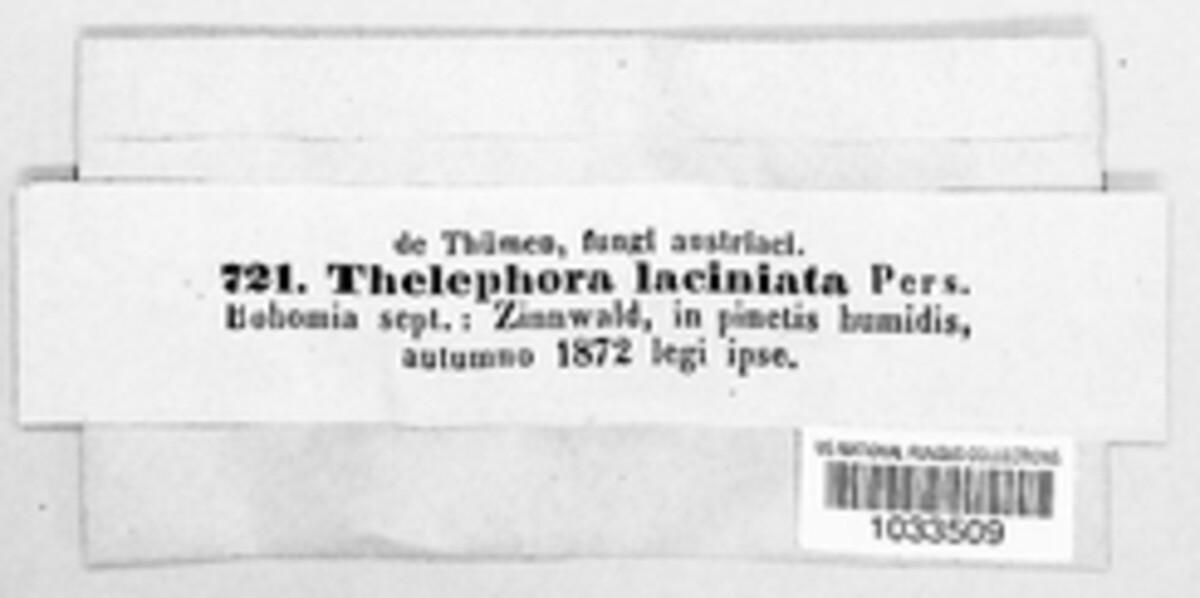 de Thümen, fungi austriaci.
721. Thelephora laciniata Pers.
Bohomia sept.: Zinnwald, in pinetis humidis,
autumno 1872 legi ipse.
US NATIONAL FUNGUS COLLECTIONS
1033509